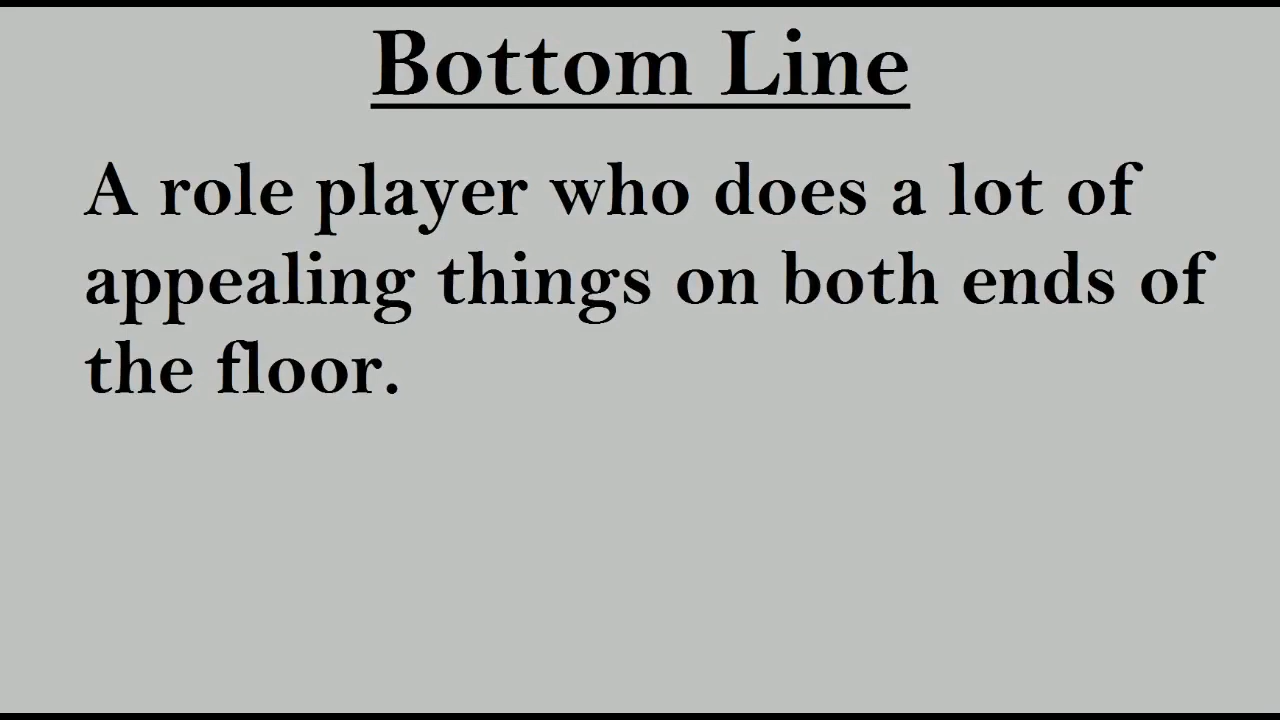 Bottom Line
A role player who does a lot of
appealing things on both ends of
the floor.